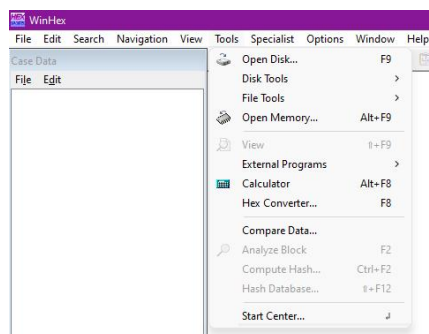 WinHex
File Edit Search Navigation View Tools Specialist Options Window Help
Case Data
File Edit
Open Disk... F9
Disk Tools >
File Tools >
Open Memory... Alt+F9
View ⇧+F9
External Programs >
Calculator Alt+F8
Hex Converter... F8
Compare Data...
Analyze Block F2
Compute Hash... Ctrl+F2
Hash Database... ⇧+F12
Start Center... ↲